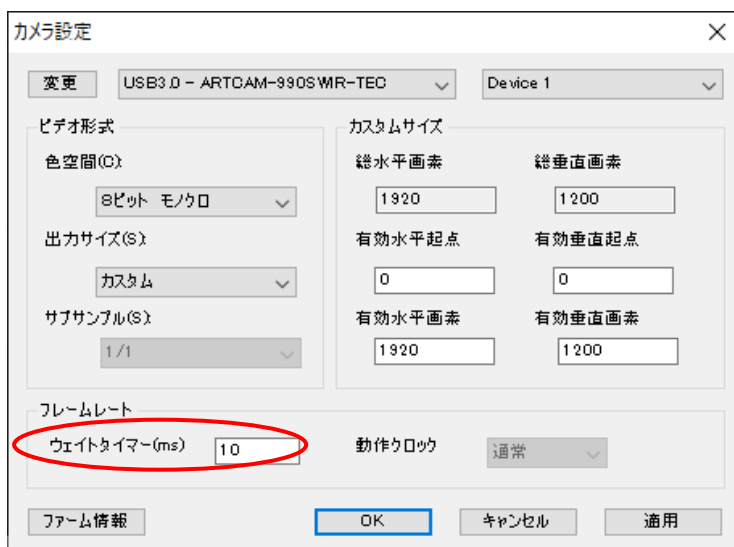 カメラ設定
変更 USB3.0 - ARTCAM-990SWIR-TEC Device 1
ビデオ形式
色空間(C):
8ビット モノクロ
出力サイズ(S):
カスタム
サブサンプル(S):
1/1
カスタムサイズ
総水平画素 総垂直画素
1920 1200
有効水平起点 有効垂直起点
0 0
有効水平画素 有効垂直画素
1920 1200
フレームレート
ウェイトタイマー(ms) 10 動作クロック 通常
ファーム情報 OK キャンセル 適用